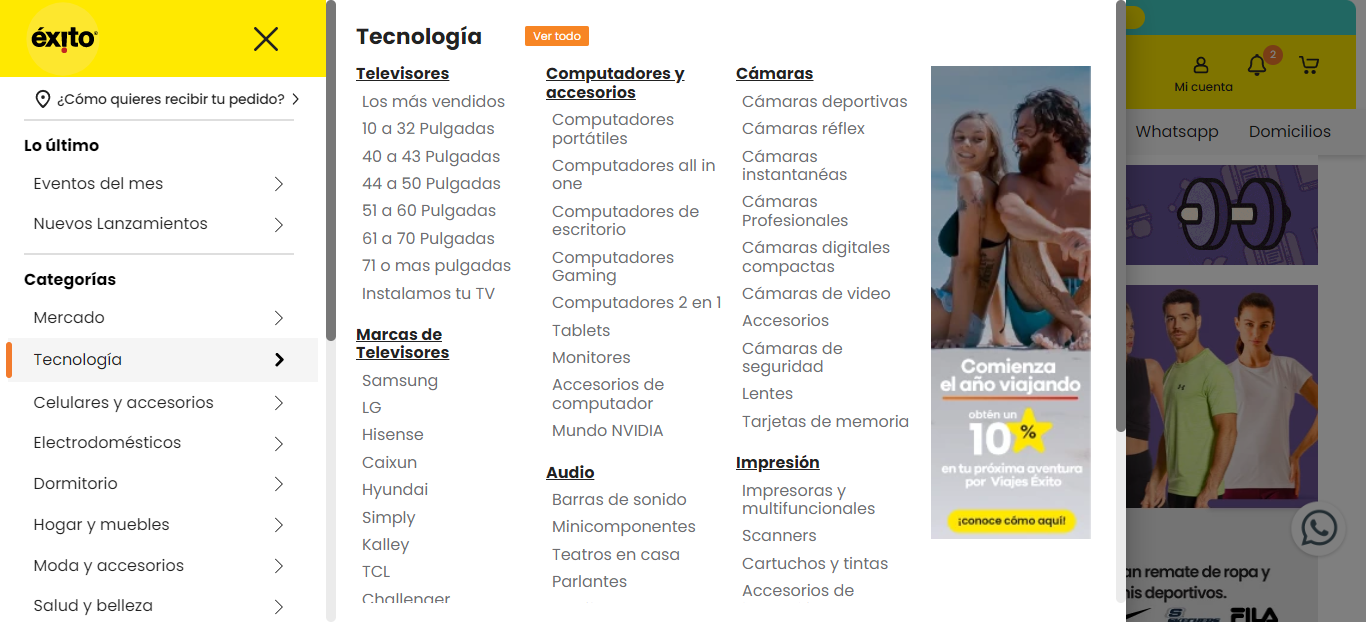 éxito
¿Cómo quieres recibir tu pedido?
Lo último
Eventos del mes
Nuevos Lanzamientos
Categorías
Mercado
Tecnología
Celulares y accesorios
Electrodomésticos
Dormitorio
Hogar y muebles
Moda y accesorios
Salud y belleza
Tecnología
Ver todo
Televisores
Los más vendidos
10 a 32 Pulgadas
40 a 43 Pulgadas
44 a 50 Pulgadas
51 a 60 Pulgadas
61 a 70 Pulgadas
71 o mas pulgadas
Instalamos tu TV
Marcas de
Televisores
Samsung
LG
Hisense
Caixun
Hyundai
Simply
Kalley
TCL
Challenger
Computadores y
accesorios
Computadores
portátiles
Computadores all in
one
Computadores de
escritorio
Computadores
Gaming
Computadores 2 en 1
Tablets
Monitores
Accesorios de
computador
Mundo NVIDIA
Audio
Barras de sonido
Minicomponentes
Teatros en casa
Parlantes
Cámaras
Cámaras deportivas
Cámaras réflex
Cámaras
instantanéas
Cámaras
Profesionales
Cámaras digitales
compactas
Cámaras de video
Accesorios
Cámaras de
seguridad
Lentes
Tarjetas de memoria
Impresión
Impresoras y
multifuncionales
Scanners
Cartuchos y tintas
Accesorios de
Comienza
el año viajando
obtén un
10%
en tu próxima aventura
por Viajes Éxito
¡conoce cómo aquí!
2
Mi cuenta
Whatsapp
Domicilios
an remate de ropa y
nis deportivos.
SKECHERS
FILA